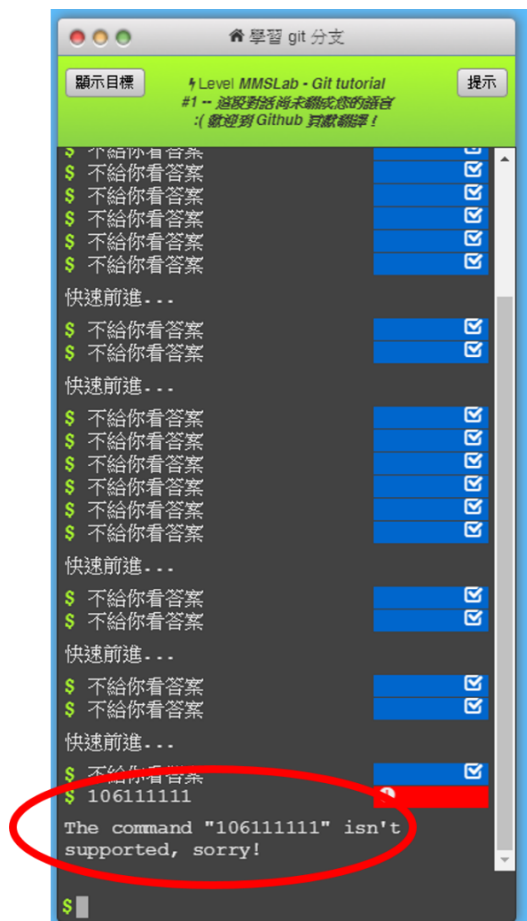 學習 git 分支
顯示目標
Level MMSLab - Git tutorial
#1 -- 這段對話尚未翻成您的語言
:( 歡迎到 Github 貢獻翻譯！
提示
$ 不給你看答案
$ 不給你看答案
$ 不給你看答案
$ 不給你看答案
$ 不給你看答案
$ 不給你看答案
快速前進...
$ 不給你看答案
$ 不給你看答案
快速前進...
$ 不給你看答案
$ 不給你看答案
$ 不給你看答案
$ 不給你看答案
$ 不給你看答案
$ 不給你看答案
快速前進...
$ 不給你看答案
$ 不給你看答案
快速前進...
$ 不給你看答案
$ 不給你看答案
快速前進...
$ 不給你看答案
$ 106111111
The command "106111111" isn't
supported, sorry!
$